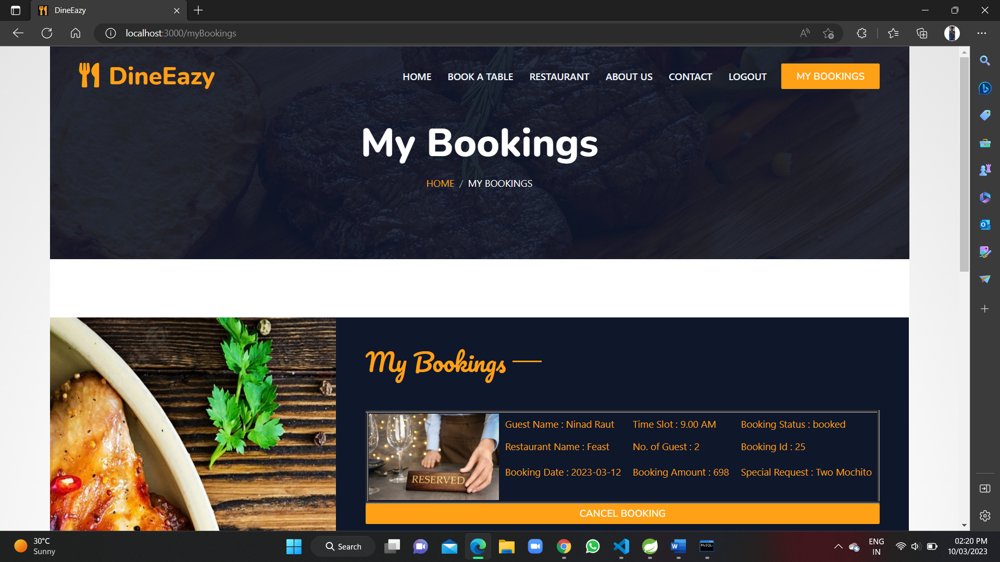 DineEazy
localhost:3000/myBookings
DineEazy
HOME BOOK A TABLE RESTAURANT ABOUT US CONTACT LOGOUT MY BOOKINGS
My Bookings
HOME / MY BOOKINGS
My Bookings
Guest Name : Ninad Raut Time Slot : 9.00 AM Booking Status : booked
Restaurant Name : Feast No. of Guest : 2 Booking Id : 25
Booking Date : 2023-03-12 Booking Amount : 698 Special Request : Two Mochito
RESERVED
CANCEL BOOKING
30°C
Sunny
Search
ENG
IN
02:20 PM
10/03/2023